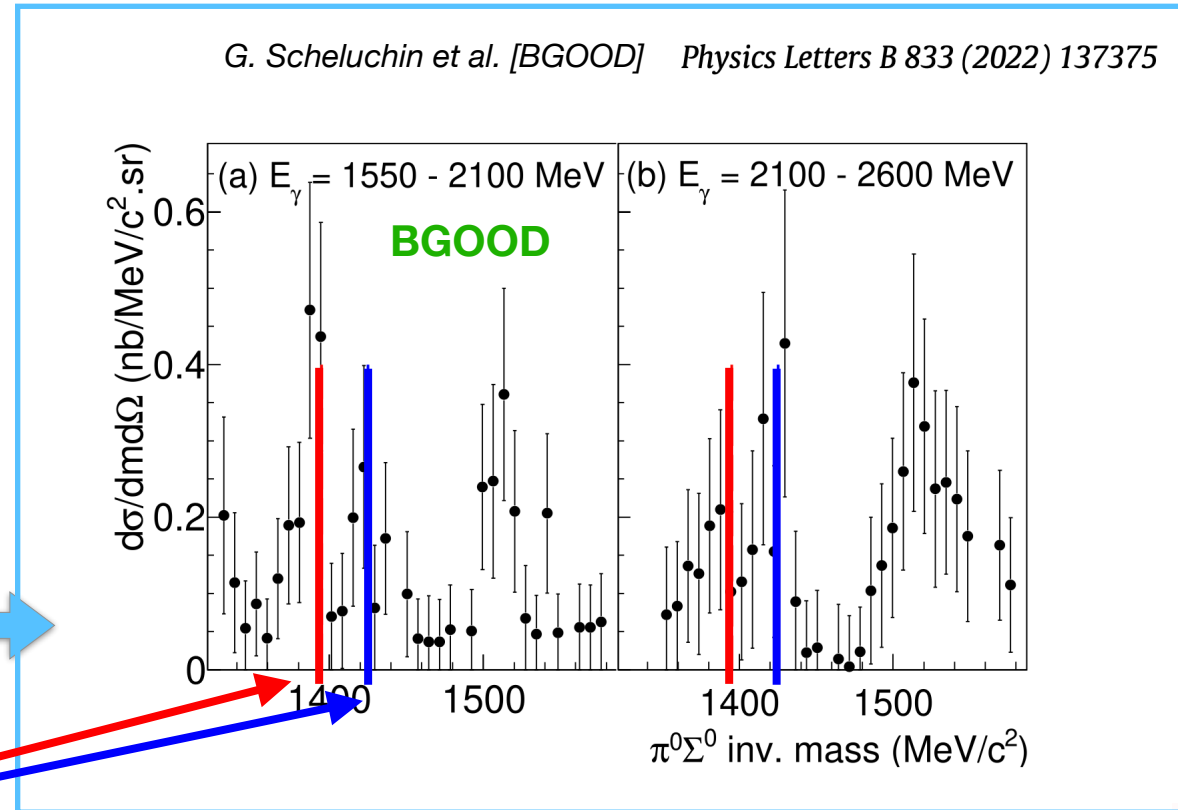 G. Scheluchin et al. [BGOOD] Physics Letters B 833 (2022) 137375
(a) Eγ = 1550 - 2100 MeV
(b) Eγ = 2100 - 2600 MeV
BGOOD
dσ/dmdΩ (nb/MeV/c².sr)
0.6
0.4
0.2
0
1400 1500
1400 1500
π⁰Σ⁰ inv. mass (MeV/c²)